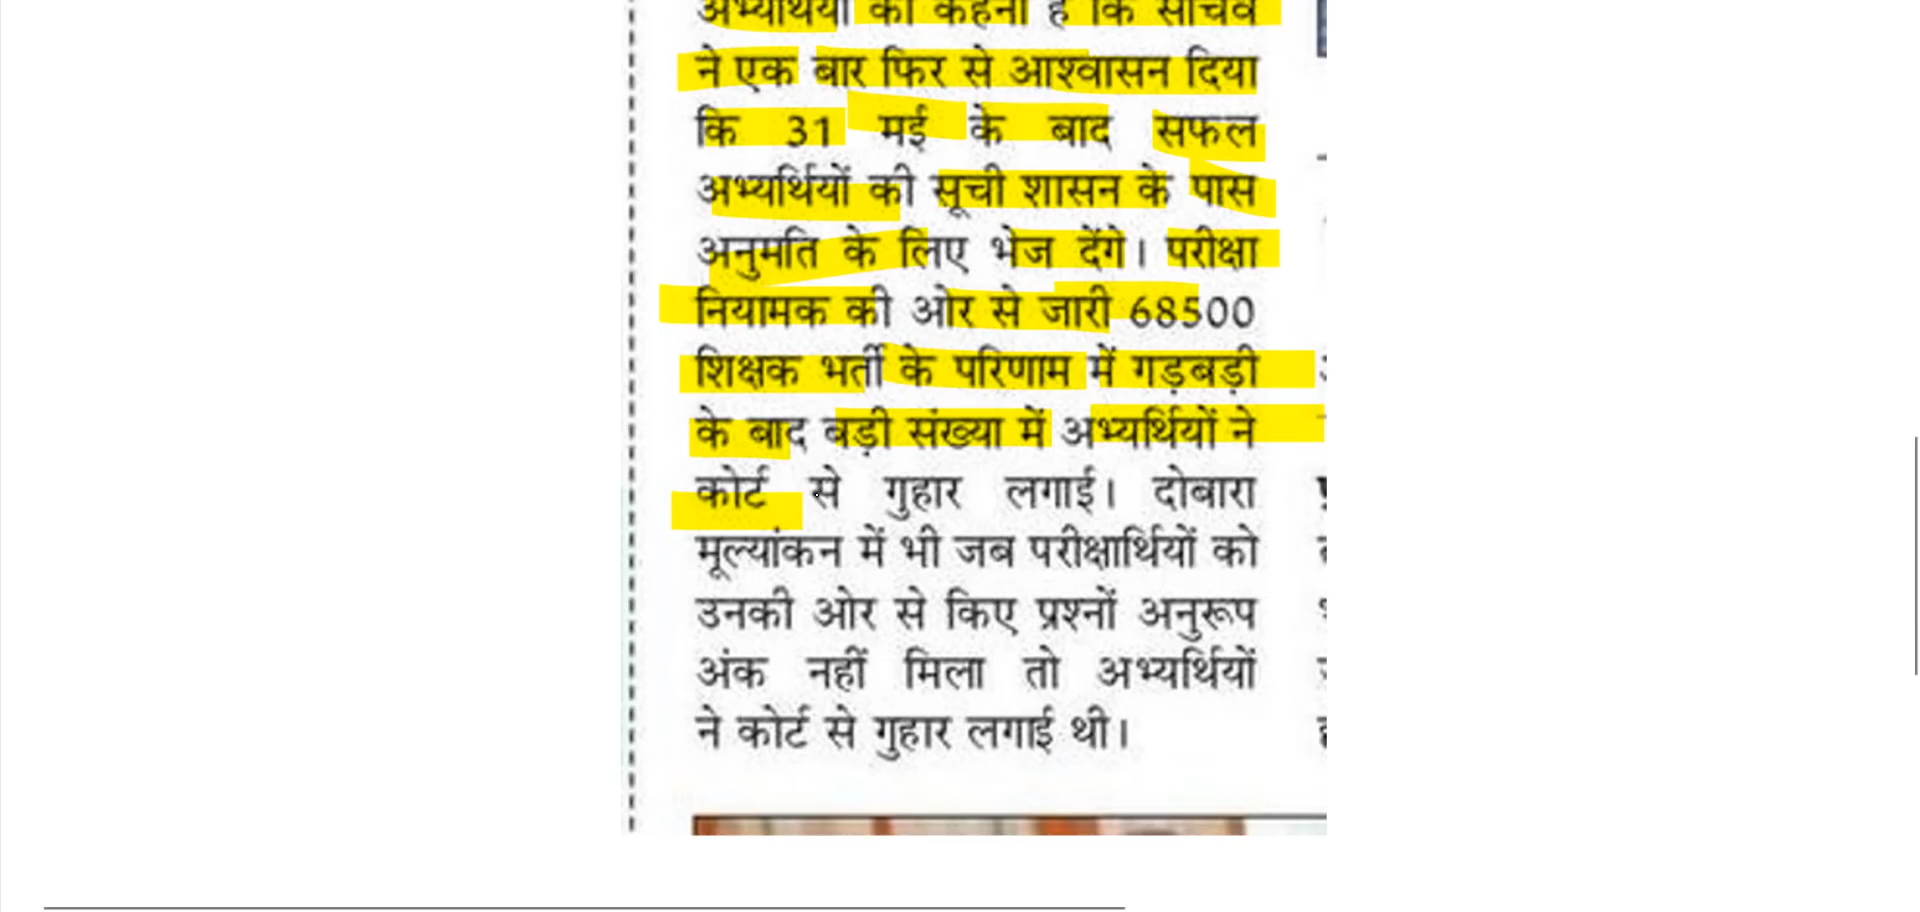 अभ्यर्थियों का कहना है कि सचिव
ने एक बार फिर से आश्वासन दिया
कि 31 मई के बाद सफल
अभ्यर्थियों की सूची शासन के पास
अनुमति के लिए भेज देंगे। परीक्षा
नियामक की ओर से जारी 68500
शिक्षक भर्ती के परिणाम में गड़बड़ी
के बाद बड़ी संख्या में अभ्यर्थियों ने
कोर्ट से गुहार लगाई। दोबारा
मूल्यांकन में भी जब परीक्षार्थियों को
उनकी ओर से किए प्रश्नों अनुरूप
अंक नहीं मिला तो अभ्यर्थियों
ने कोर्ट से गुहार लगाई थी।